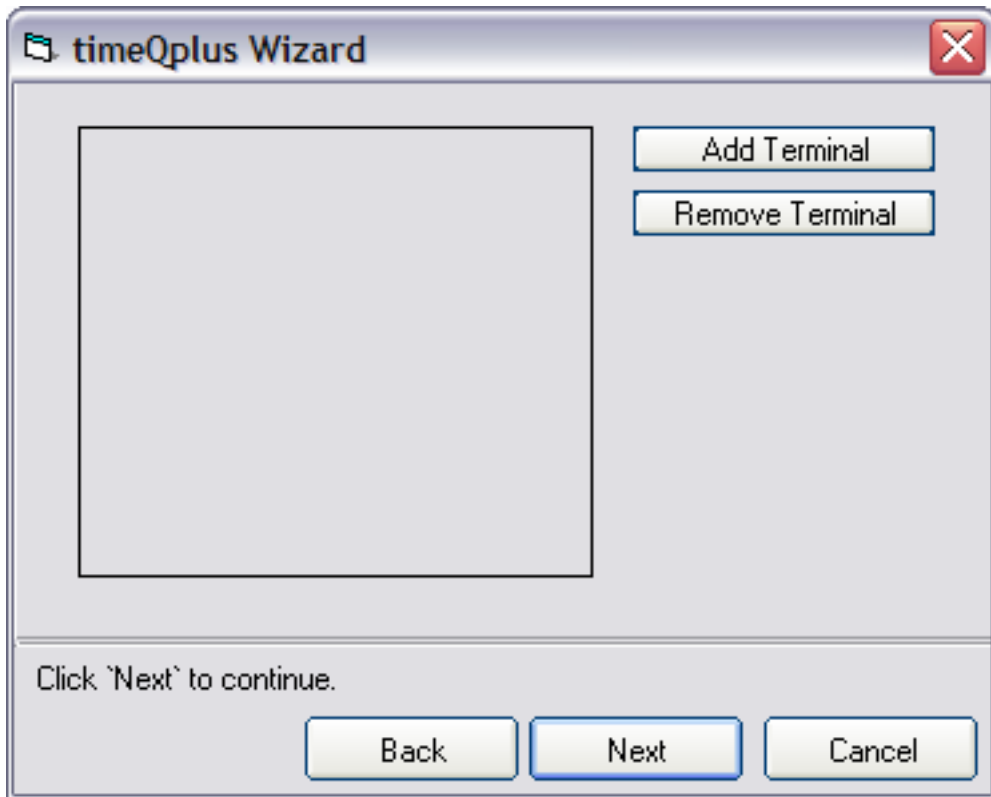 timeQplus Wizard
Add Terminal
Remove Terminal
Click `Next` to continue.
Back Next Cancel